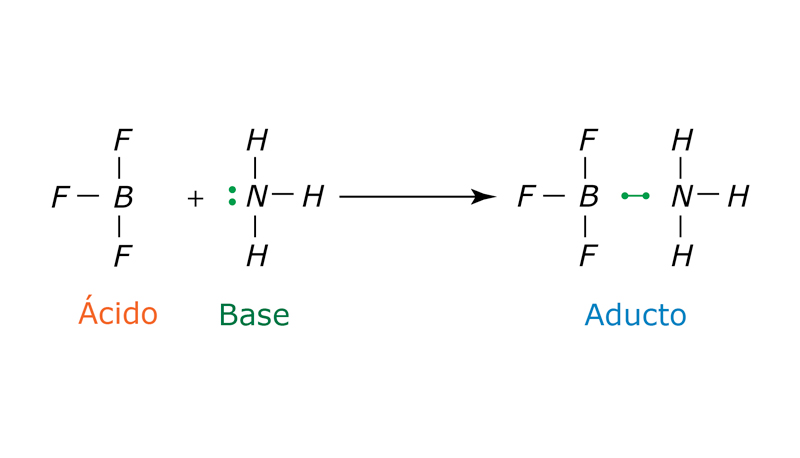 F H F H
F — B + :N — H F — B N — H
F H F H
Ácido Base Aducto